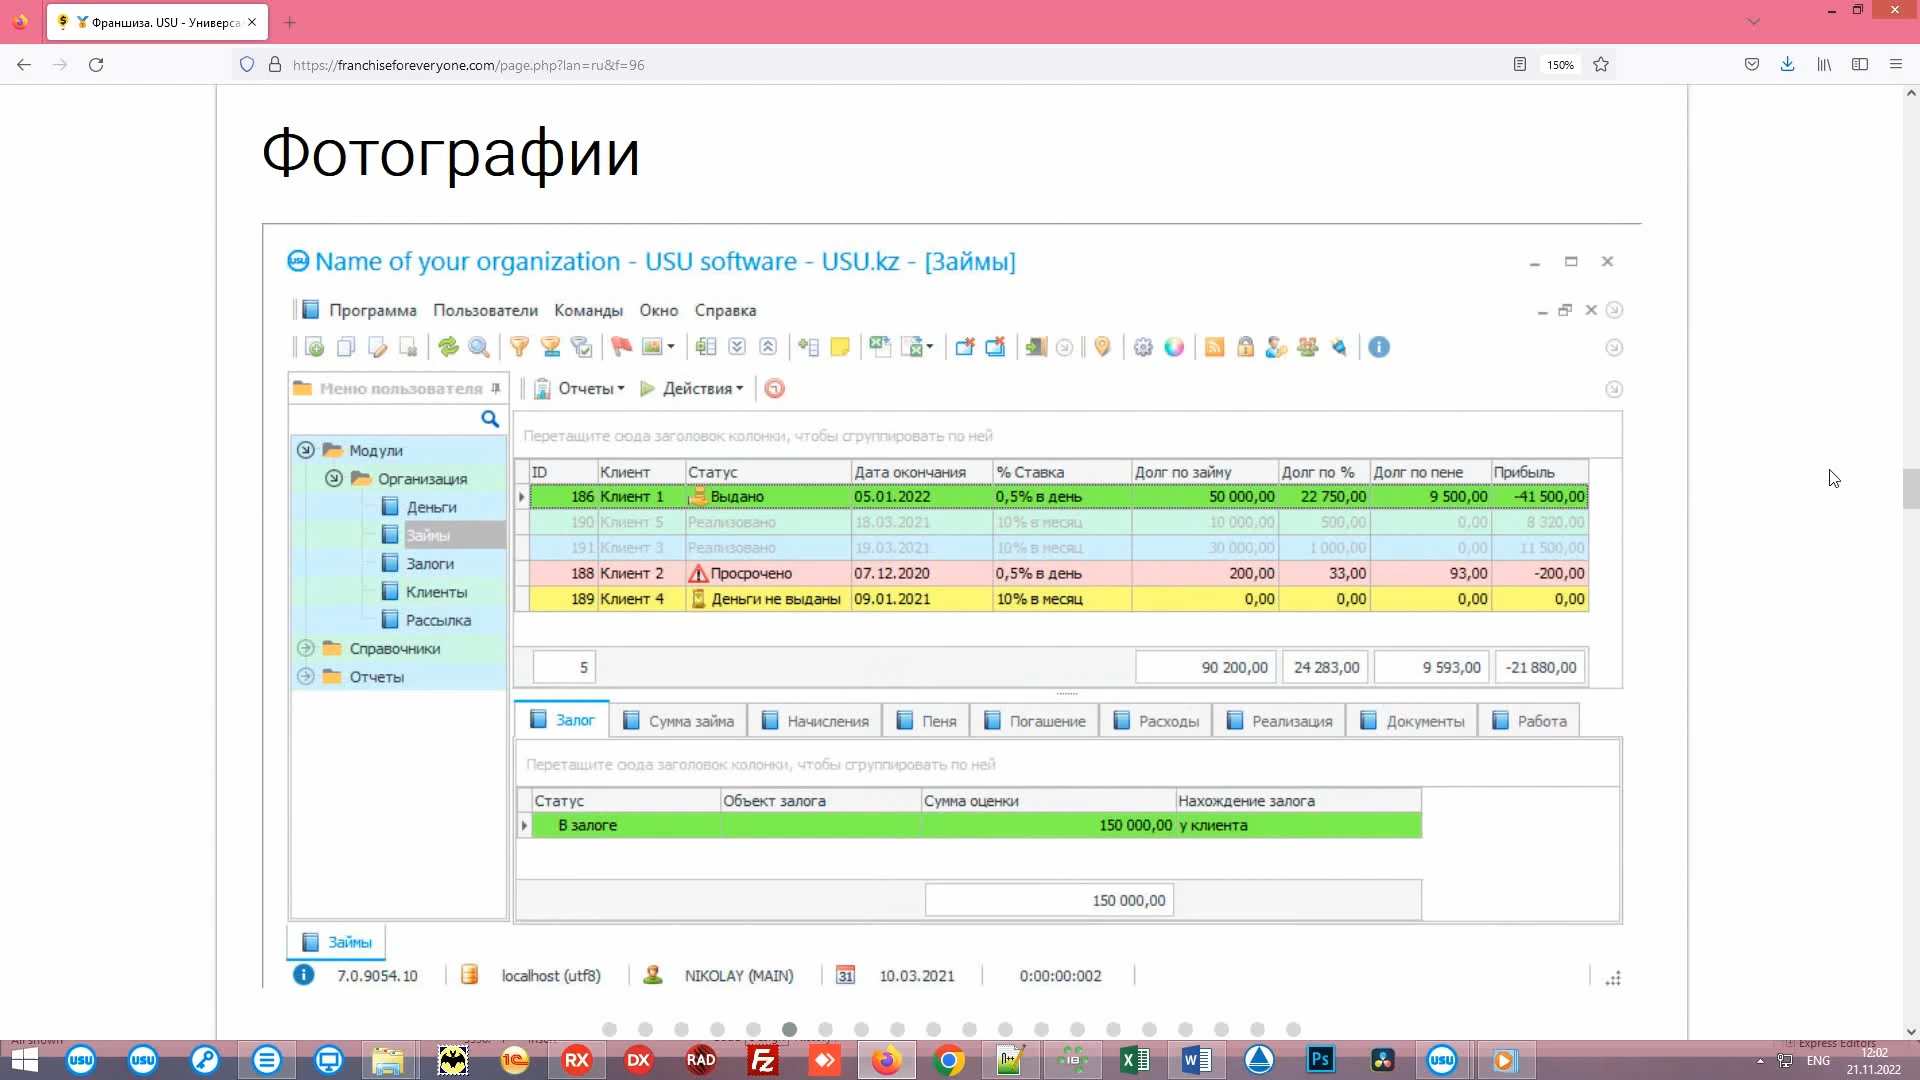 Франшиза. USU - Универса
https://franchiseforeveryone.com/page.php?lan=ru&f=96
150%
Фотографии
Name of your organization - USU software - USU.kz - [Займы]
Программа Пользователи Команды Окно Справка
Меню пользователя
Отчеты Действия
Перетащите сюда заголовок колонки, чтобы сгруппировать по ней
Модули
Организация
Деньги
Займы
Залоги
Клиенты
Рассылка
Справочники
Отчеты
ID Клиент Статус Дата окончания % Ставка Долг по займу Долг по % Долг по пене Прибыль
186 Клиент 1 Выдано 05.01.2022 0,5% в день 50 000,00 22 750,00 9 500,00 -41 500,00
190 Клиент 5 Реализовано 18.03.2021 10% в месяц 10 000,00 500,00 0,00 8 320,00
191 Клиент 3 Реализовано 19.03.2021 10% в месяц 30 000,00 1 000,00 0,00 11 500,00
188 Клиент 2 Просрочено 07.12.2020 0,5% в день 200,00 33,00 93,00 -200,00
189 Клиент 4 Деньги не выданы 09.01.2021 10% в месяц 0,00 0,00 0,00 0,00
5 90 200,00 24 283,00 9 593,00 -21 880,00
Залог Сумма займа Начисления Пеня Погашение Расходы Реализация Документы Работа
Перетащите сюда заголовок колонки, чтобы сгруппировать по ней
Статус Объект залога Сумма оценки Нахождение залога
В залоге 150 000,00 у клиента
150 000,00
Займы
7.0.9054.10 localhost (utf8) NIKOLAY (MAIN) 31 10.03.2021 0:00:00:002
Express Editors
USU USU 1C RX DX RAD FZ n++ IB X W Ps USU
ENG
12:02
21.11.2022